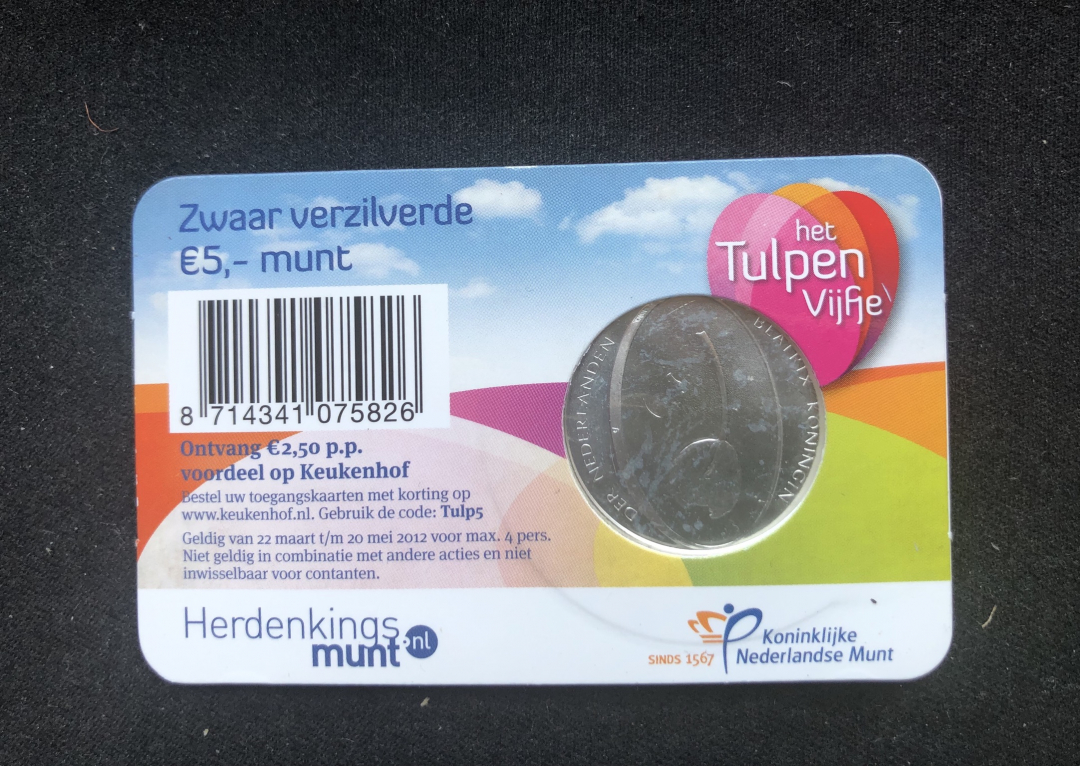 Zwaar verzilverde
€5,- munt
het
Tulpen
Vijfje
8 714341 075826
DER NEDERLANDEN
BEATRIX KONINGIN
Ontvang €2,50 p.p.
voordeel op Keukenhof
Bestel uw toegangskaarten met korting op
www.keukenhof.nl. Gebruik de code: Tulp5
Geldig van 22 maart t/m 20 mei 2012 voor max. 4 pers.
Niet geldig in combinatie met andere acties en niet
inwisselbaar voor contanten.
Herdenkings
munt.nl
SINDS 1567
Koninklijke
Nederlandse Munt